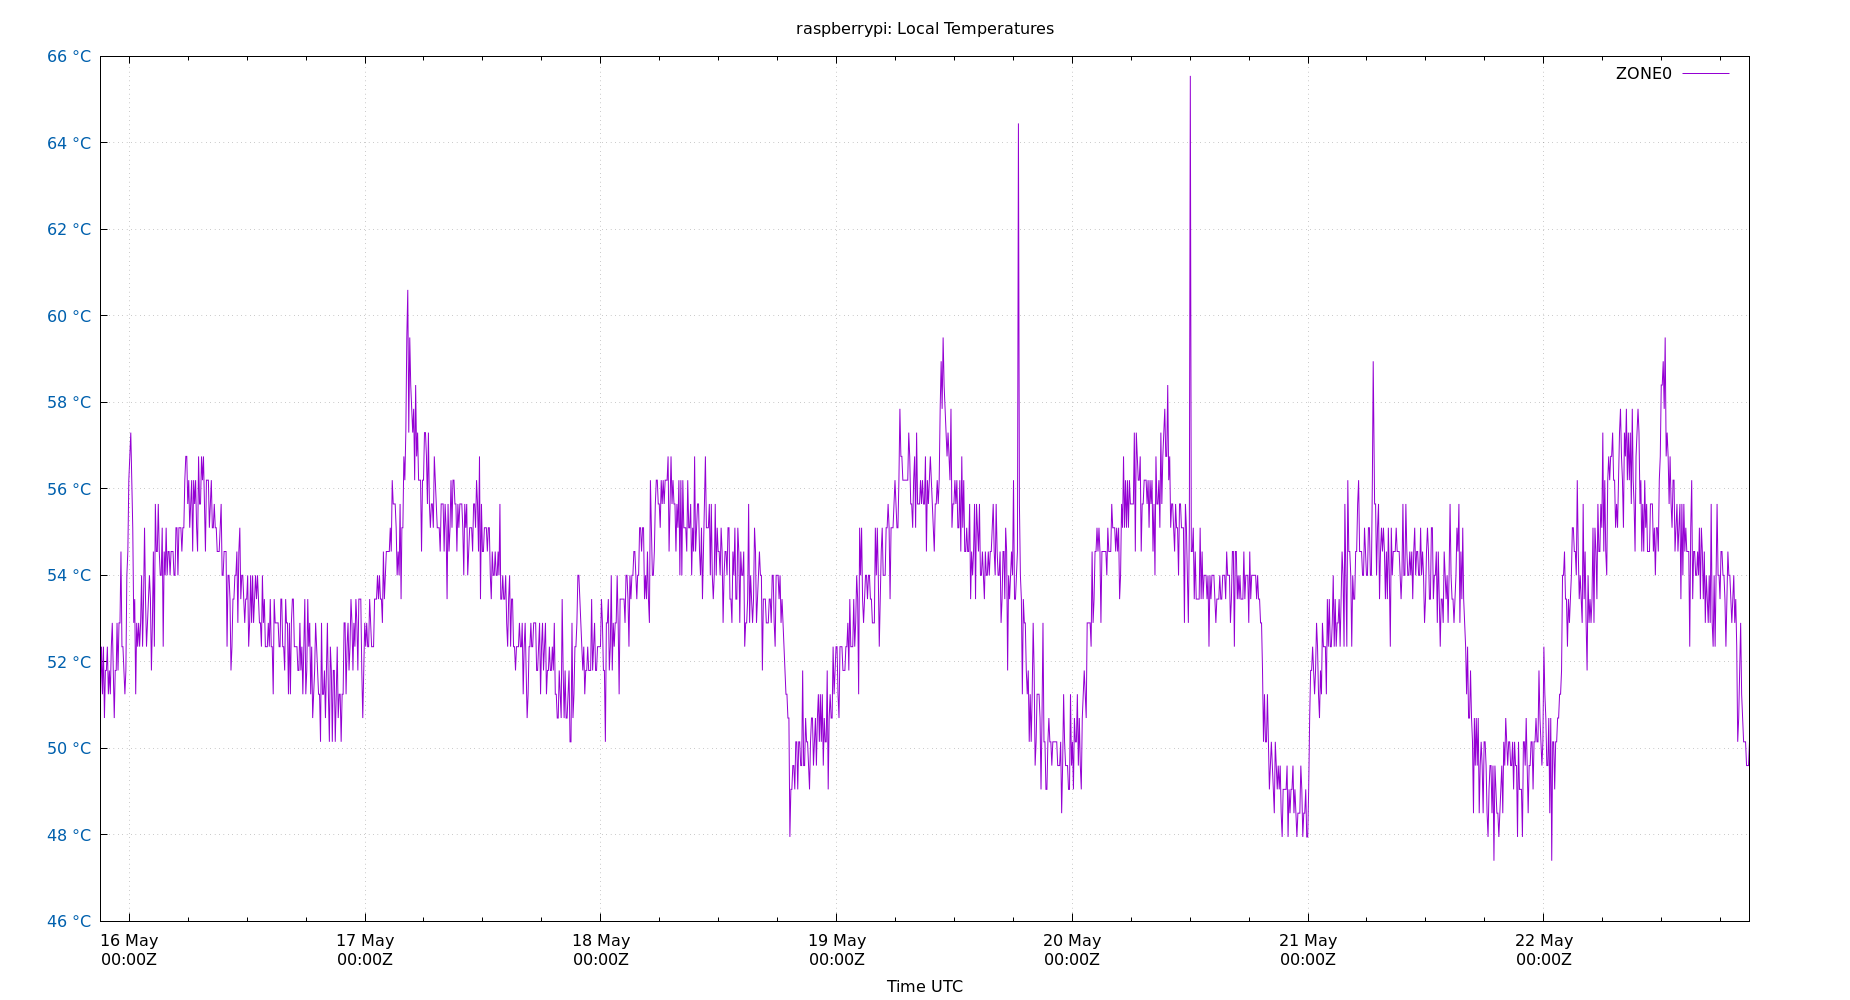 raspberrypi: Local Temperatures
66 °C
ZONE0
64 °C
62 °C
60 °C
58 °C
56 °C
54 °C
52 °C
50 °C
48 °C
46 °C
16 May 17 May 18 May 19 May 20 May 21 May 22 May
00:00Z 00:00Z 00:00Z 00:00Z 00:00Z 00:00Z 00:00Z
Time UTC